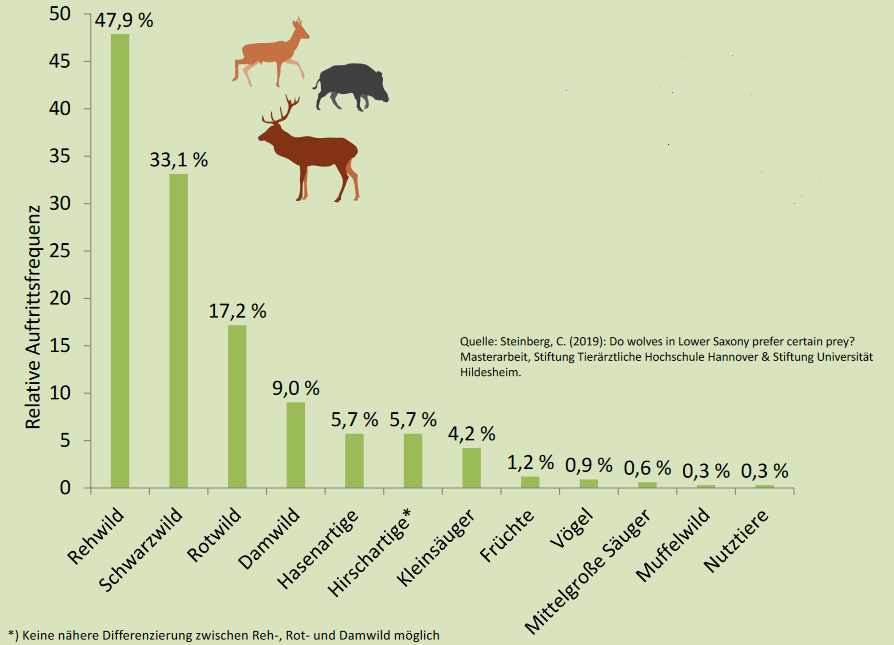 50
45
40
35
30
25
20
15
10
5
0
Relative Auftrittsfrequenz
47,9 %
33,1 %
17,2 %
9,0 %
5,7 %
5,7 %
4,2 %
1,2 %
0,9 %
0,6 %
0,3 %
0,3 %
Quelle: Steinberg, C. (2019): Do wolves in Lower Saxony prefer certain prey?
Masterarbeit, Stiftung Tierärztliche Hochschule Hannover & Stiftung Universität
Hildesheim.
Rehwild
Schwarzwild
Rotwild
Damwild
Hasenartige
Hirschartige*
Kleinsäuger
Früchte
Vögel
Mittelgroße Säuger
Muffelwild
Nutztiere
*) Keine nähere Differenzierung zwischen Reh-, Rot- und Damwild möglich